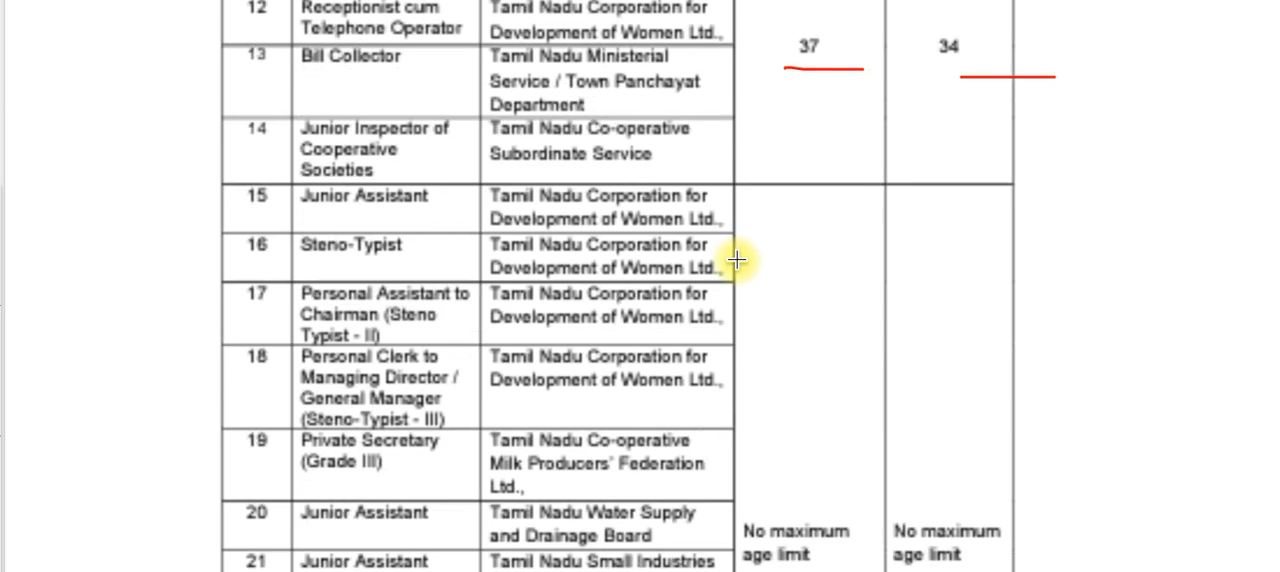 12 Receptionist cum Tamil Nadu Corporation for
Telephone Operator Development of Women Ltd.,
37 34
13 Bill Collector Tamil Nadu Ministerial
Service / Town Panchayat
Department
14 Junior Inspector of Tamil Nadu Co-operative
Cooperative Subordinate Service
Societies
15 Junior Assistant Tamil Nadu Corporation for
Development of Women Ltd.,
16 Steno-Typist Tamil Nadu Corporation for
Development of Women Ltd.,
17 Personal Assistant to Tamil Nadu Corporation for
Chairman (Steno Development of Women Ltd.,
Typist - II)
18 Personal Clerk to Tamil Nadu Corporation for
Managing Director / Development of Women Ltd.,
General Manager
(Steno-Typist - III)
19 Private Secretary Tamil Nadu Co-operative
(Grade III) Milk Producers' Federation
Ltd.,
20 Junior Assistant Tamil Nadu Water Supply
and Drainage Board
No maximum No maximum
age limit age limit
21 Junior Assistant Tamil Nadu Small Industries